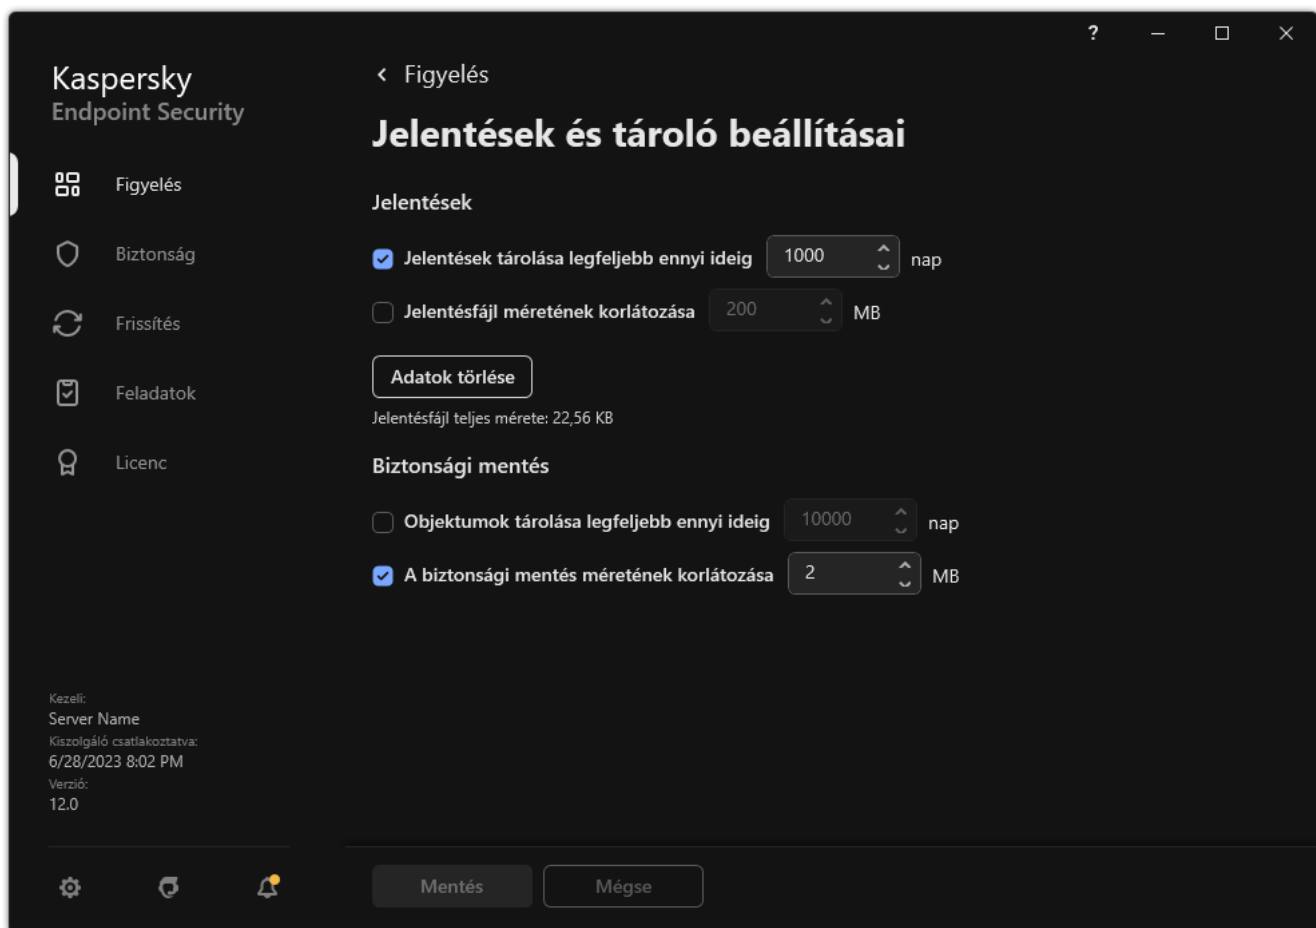 ?
Kaspersky
Endpoint Security
Figyelés
Biztonság
Frissítés
Feladatok
Licenc
Kezeli:
Server Name
Kiszolgáló csatlakoztatva:
6/28/2023 8:02 PM
Verzió:
12.0
Figyelés
Jelentések és tároló beállításai
Jelentések
Jelentések tárolása legfeljebb ennyi ideig 1000 nap
Jelentésfájl méretének korlátozása 200 MB
Adatok törlése
Jelentésfájl teljes mérete: 22,56 KB
Biztonsági mentés
Objektumok tárolása legfeljebb ennyi ideig 10000 nap
A biztonsági mentés méretének korlátozása 2 MB
Mentés Mégse